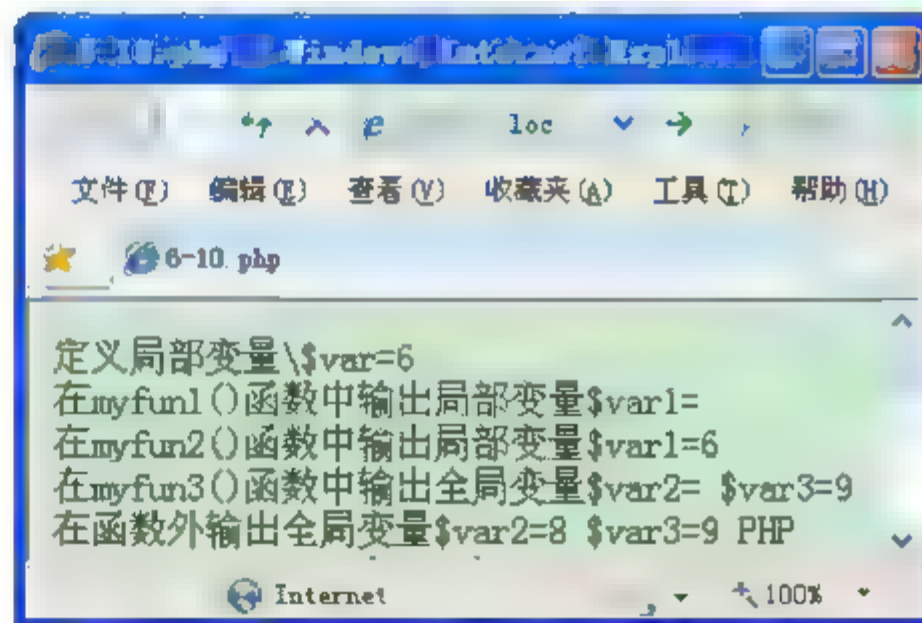 loc
文件(F) 编辑(E) 查看(V) 收藏夹(A) 工具(T) 帮助(H)
6-10.php
定义局部变量\$var=6
在myfun1()函数中输出局部变量$var1=
在myfun2()函数中输出局部变量$var1=6
在myfun3()函数中输出全局变量$var2= $var3=9
在函数外输出全局变量$var2=8 $var3=9 PHP
Internet 100%